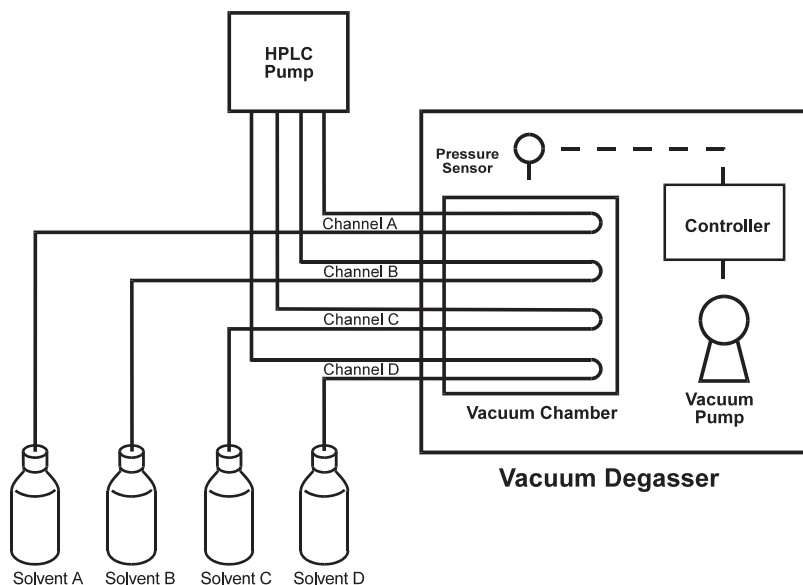 HPLC
Pump
Pressure
Sensor
Controller
Channel A
Channel B
Channel C
Channel D
Vacuum Chamber
Vacuum
Pump
Vacuum Degasser
Solvent A
Solvent B
Solvent C
Solvent D